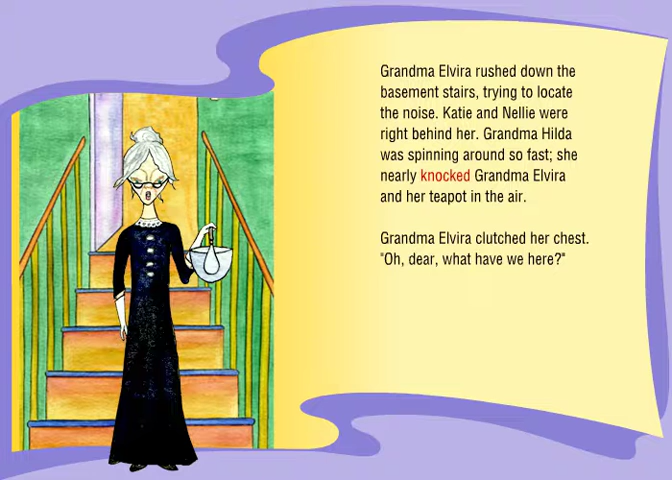 Grandma Elvira rushed down the
basement stairs, trying to locate
the noise. Katie and Nellie were
right behind her. Grandma Hilda
was spinning around so fast; she
nearly knocked Grandma Elvira
and her teapot in the air.
Grandma Elvira clutched her chest.
"Oh, dear, what have we here?"